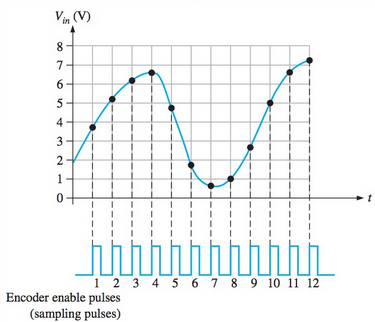 V_in (V)
8
7
6
5
4
3
2
1
0
t
1 2 3 4 5 6 7 8 9 10 11 12
Encoder enable pulses
(sampling pulses)